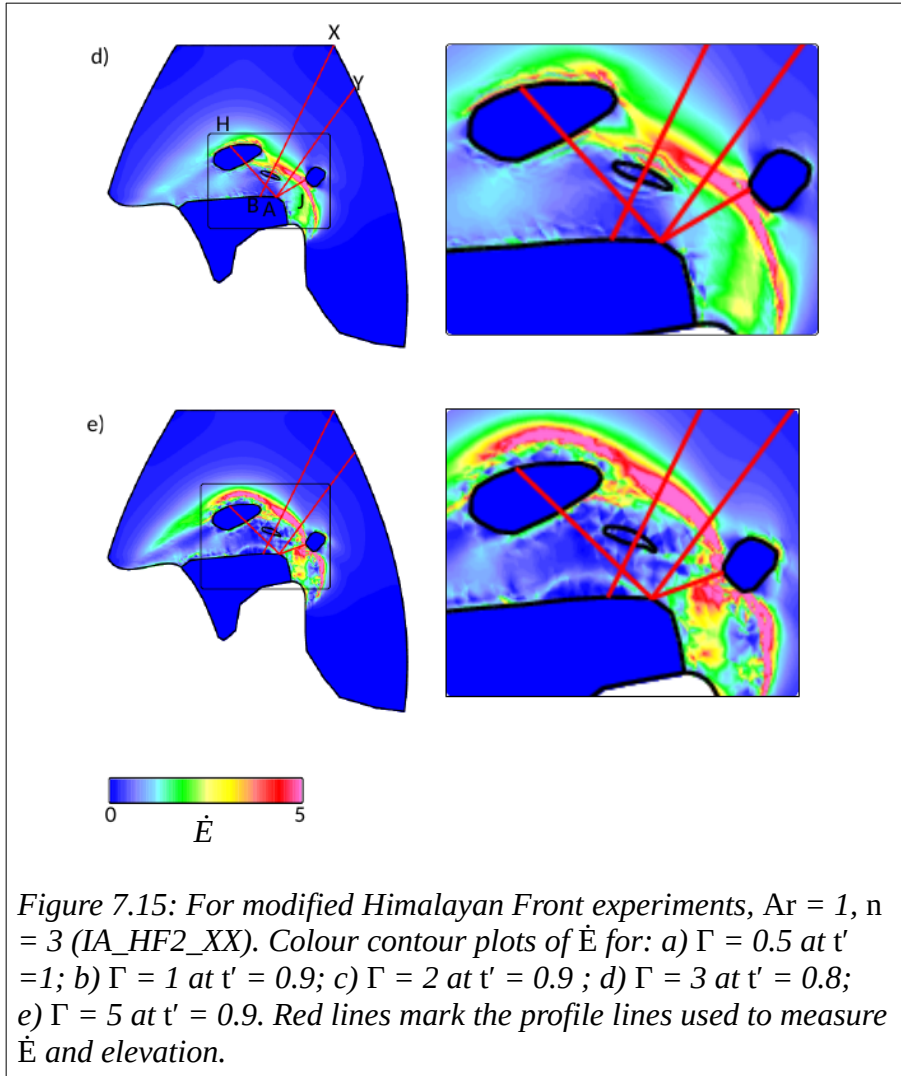 d)
X
Y
H
B
A
J
e)
0
5
Ė
Figure 7.15: For modified Himalayan Front experiments, Ar = 1, n
= 3 (IA_HF2_XX). Colour contour plots of Ė for: a) Γ = 0.5 at t′
=1; b) Γ = 1 at t′ = 0.9; c) Γ = 2 at t′ = 0.9 ; d) Γ = 3 at t′ = 0.8;
e) Γ = 5 at t′ = 0.9. Red lines mark the profile lines used to measure
Ė and elevation.